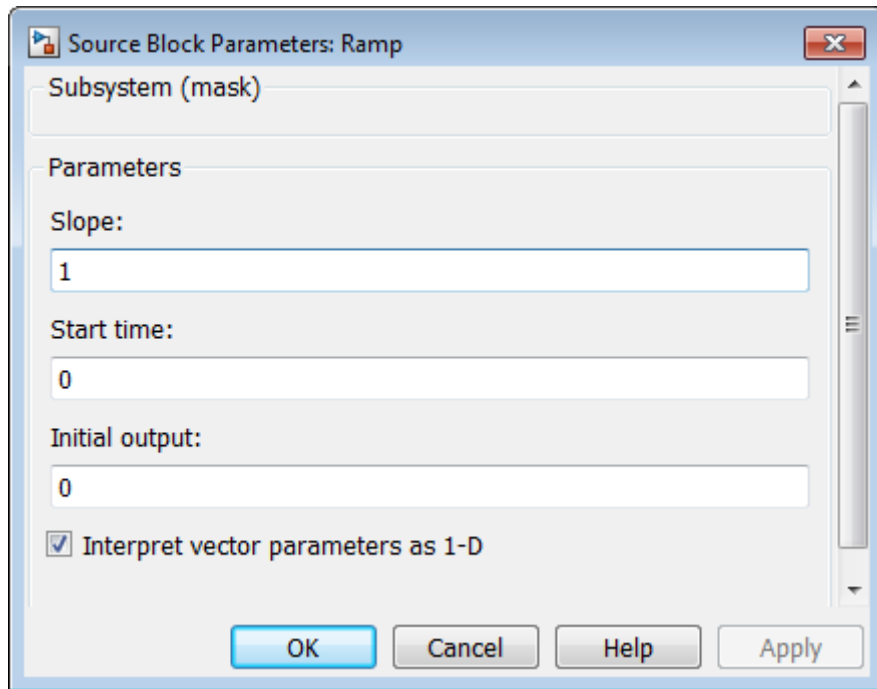 Source Block Parameters: Ramp
Subsystem (mask)
Parameters
Slope:
1
Start time:
0
Initial output:
0
Interpret vector parameters as 1-D
OK Cancel Help Apply